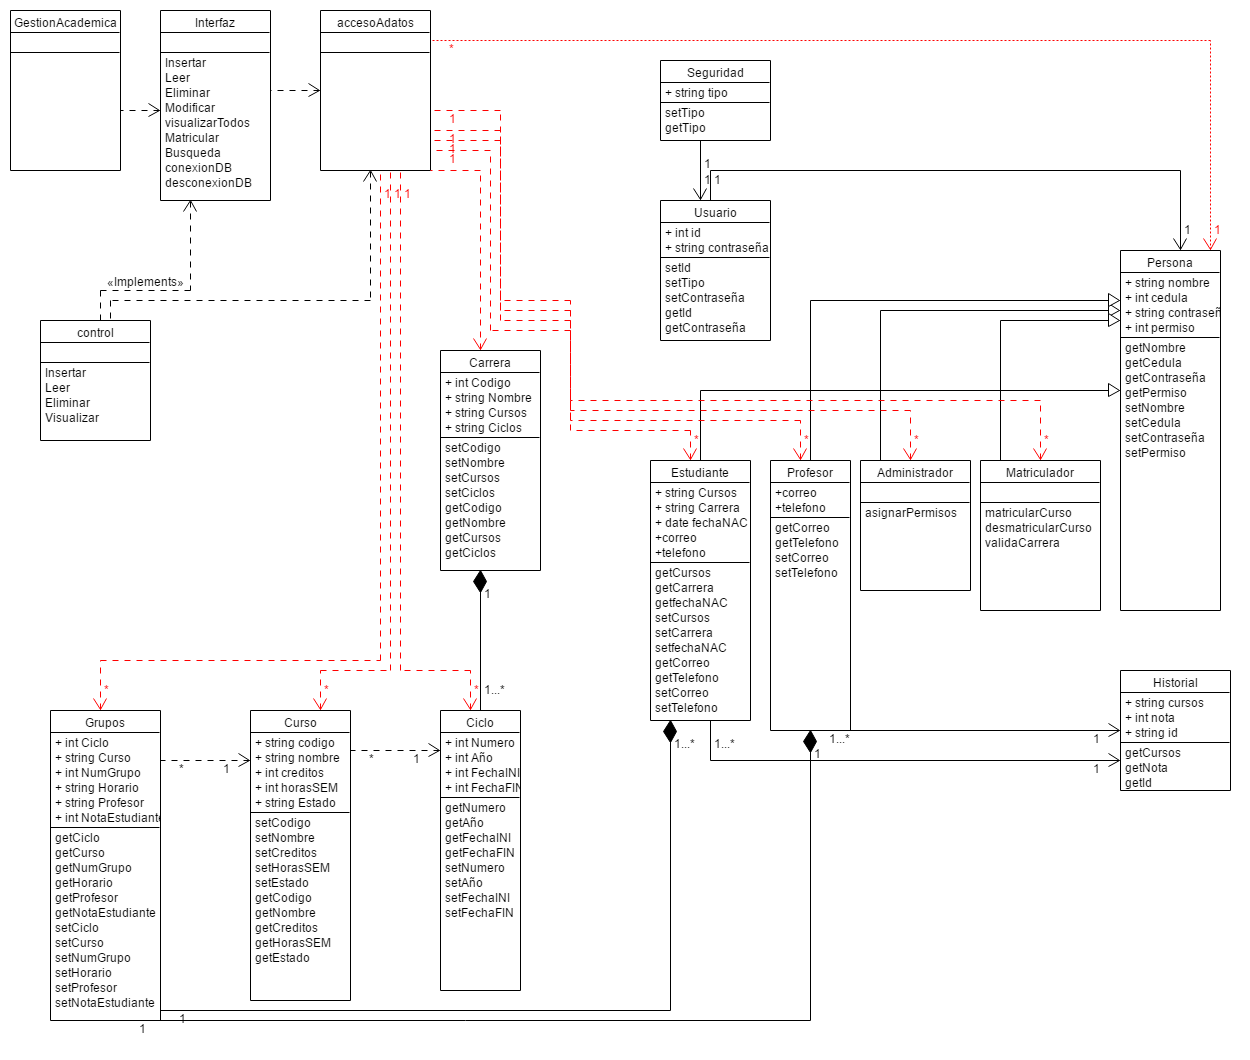 GestionAcademica
Interfaz
Insertar
Leer
Eliminar
Modificar
visualizarTodos
Matricular
Busqueda
conexionDB
desconexionDB
accesoAdatos
*
1
1
1
1
1 1 1
Seguridad
+ string tipo
setTipo
getTipo
1
1 1
Usuario
+ int id
+ string contraseña
setId
setTipo
setContraseña
getId
getContraseña
1
1
Persona
+ string nombre
+ int cedula
+ string contraseñ
+ int permiso
getNombre
getCedula
getContraseña
getPermiso
setNombre
setCedula
setContraseña
setPermiso
«Implements»
control
Insertar
Leer
Eliminar
Visualizar
Carrera
+ int Codigo
+ string Nombre
+ string Cursos
+ string Ciclos
setCodigo
setNombre
setCursos
setCiclos
getCodigo
getNombre
getCursos
getCiclos
1
1...*
*
*
*
*
Estudiante
+ string Cursos
+ string Carrera
+ date fechaNAC
+correo
+telefono
getCursos
getCarrera
getfechaNAC
setCursos
setCarrera
setfechaNAC
getCorreo
getTelefono
setCorreo
setTelefono
Profesor
+correo
+telefono
getCorreo
getTelefono
setCorreo
setTelefono
Administrador
asignarPermisos
Matriculador
matricularCurso
desmatricularCurso
validaCarrera
1...*
1...*
1...*
1
1
1
Historial
+ string cursos
+ int nota
+ string id
getCursos
getNota
getId
*
*
*
Grupos
+ int Ciclo
+ string Curso
+ int NumGrupo
+ string Horario
+ string Profesor
+ int NotaEstudiante
getCiclo
getCurso
getNumGrupo
getHorario
getProfesor
getNotaEstudiante
setCiclo
setCurso
setNumGrupo
setHorario
setProfesor
setNotaEstudiante
*
1
Curso
+ string codigo
+ string nombre
+ int creditos
+ int horasSEM
+ string Estado
setCodigo
setNombre
setCreditos
setHorasSEM
setEstado
getCodigo
getNombre
getCreditos
getHorasSEM
getEstado
*
1
Ciclo
+ int Numero
+ int Año
+ int FechaINI
+ int FechaFIN
getNumero
getAño
getFechaINI
getFechaFIN
setNumero
setAño
setFechaINI
setFechaFIN
1
1